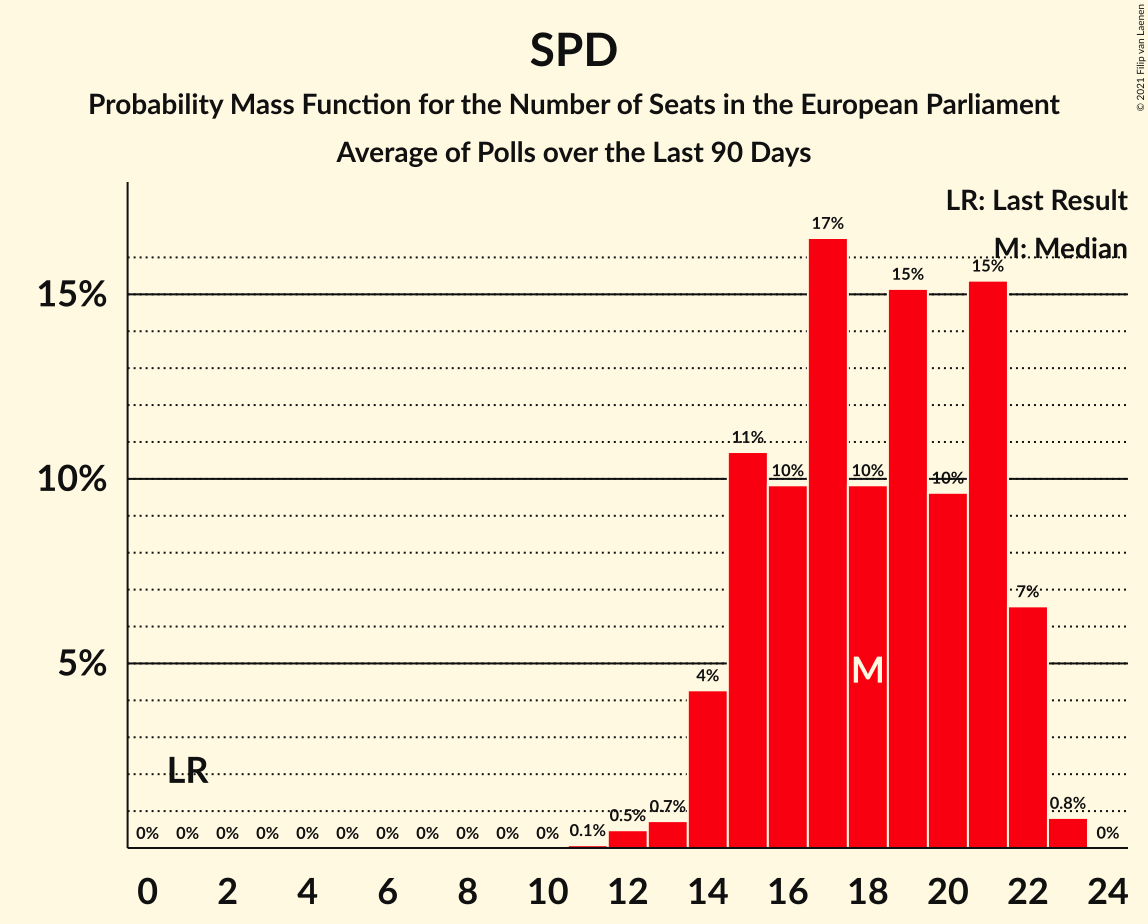 SPD
Probability Mass Function for the Number of Seats in the European Parliament
Average of Polls over the Last 90 Days
© 2021 Filip van Laenen
LR: Last Result
M: Median
15%
10%
5%
17%
15%
15%
11%
10%
10%
10%
7%
4%
M
LR
0% 0% 0% 0% 0% 0% 0% 0% 0% 0% 0% 0.1% 0.5% 0.7% 0.8% 0%
0 2 4 6 8 10 12 14 16 18 20 22 24